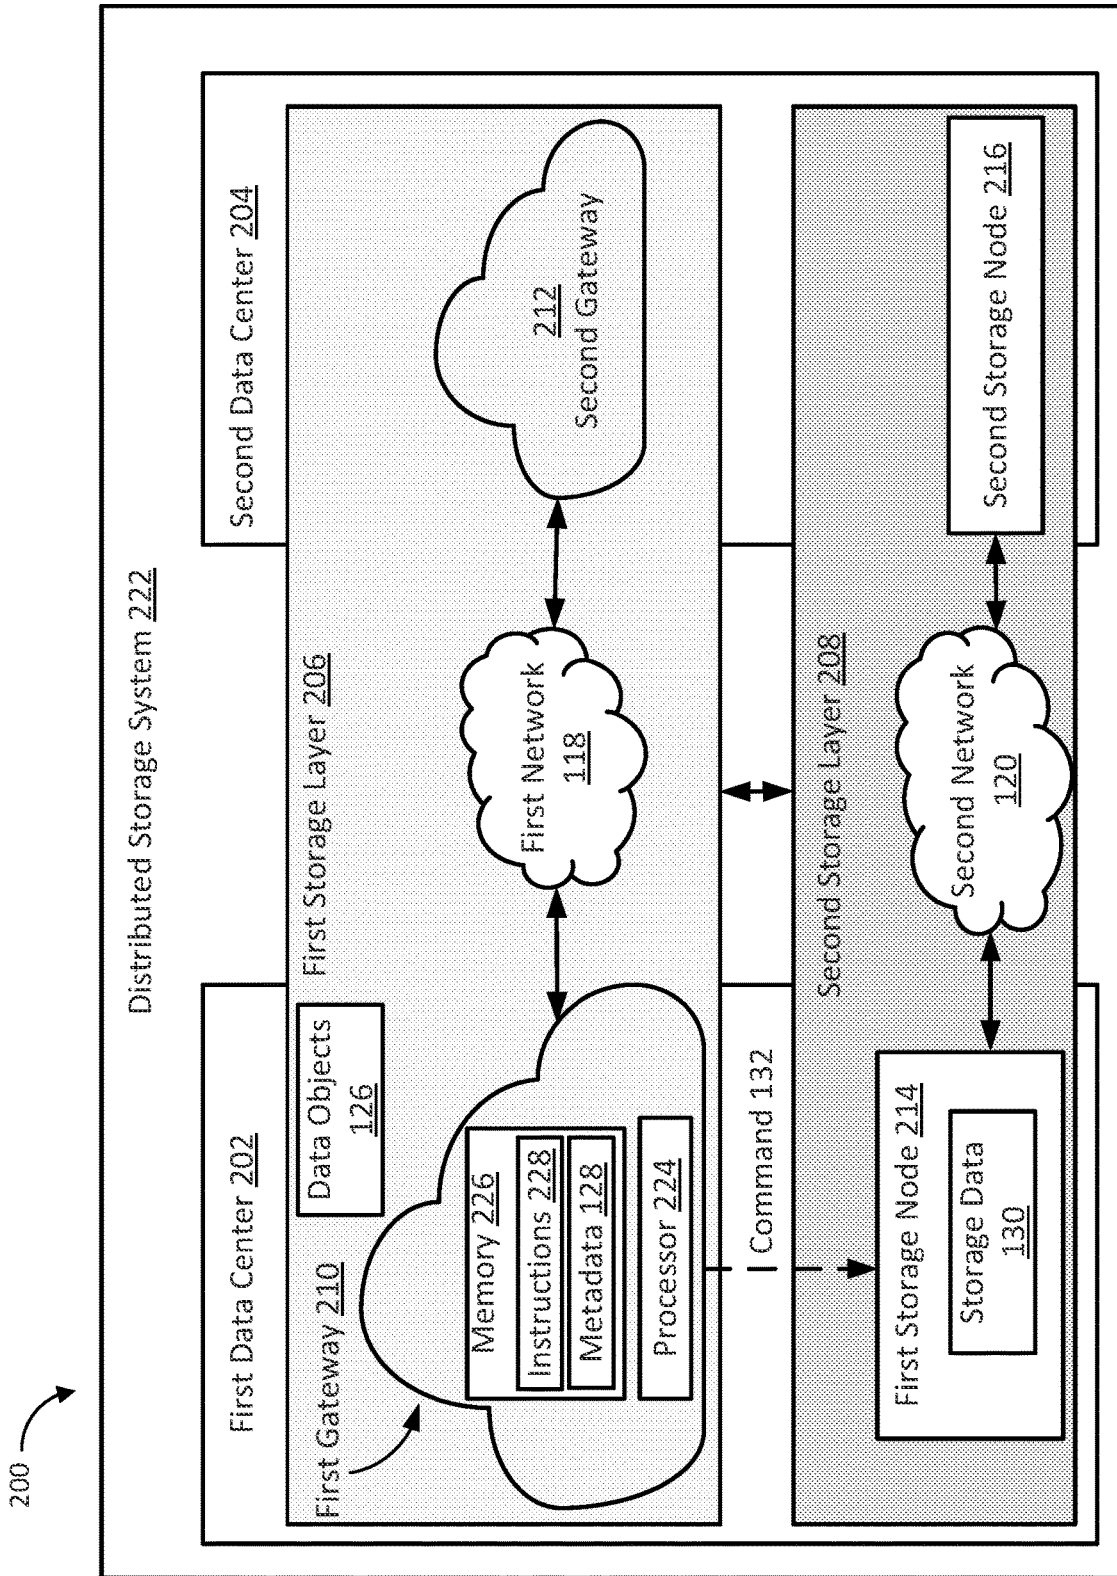 200
Distributed Storage System 222
First Data Center 202
Second Data Center 204
First Gateway 210
Data Objects
126
First Storage Layer 206
Memory 226
Instructions 228
Metadata 128
Processor 224
First Network
118
212
Second Gateway
Command 132
Second Storage Layer 208
First Storage Node 214
Storage Data
130
Second Network
120
Second Storage Node 216